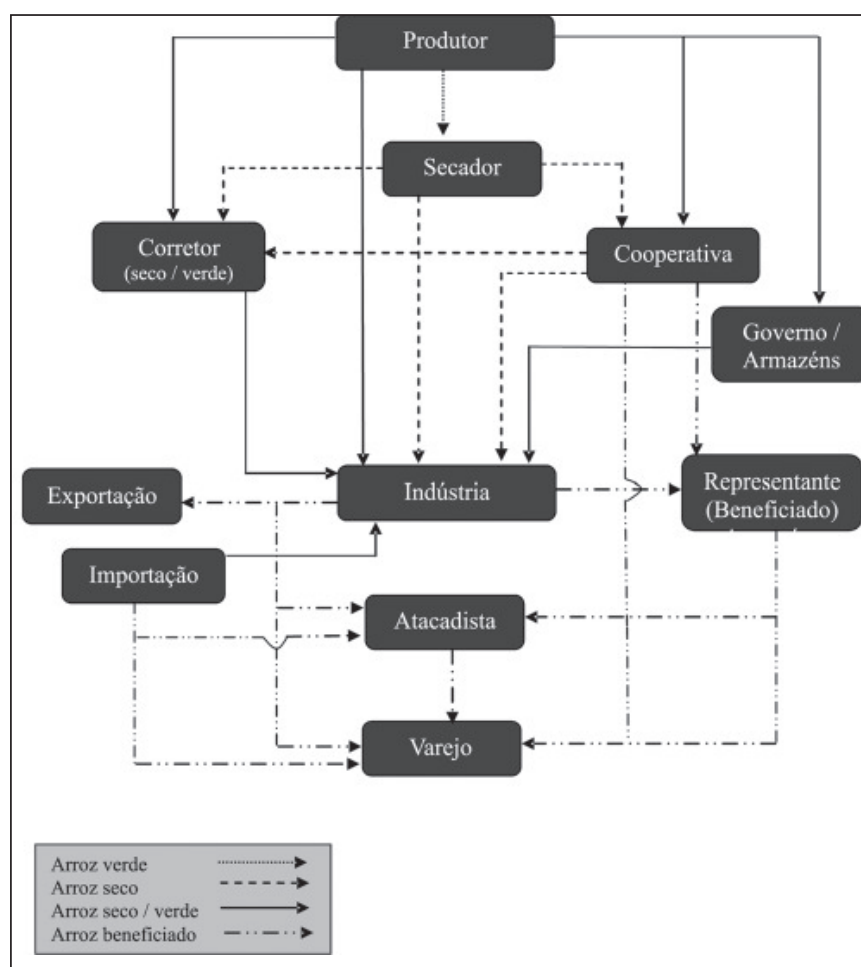 Produtor
Secador
Corretor
(seco / verde)
Cooperativa
Governo /
Armazéns
Exportação
Indústria
Representante
(Beneficiado)
Importação
Atacadista
Varejo
Arroz verde
Arroz seco
Arroz seco / verde
Arroz beneficiado